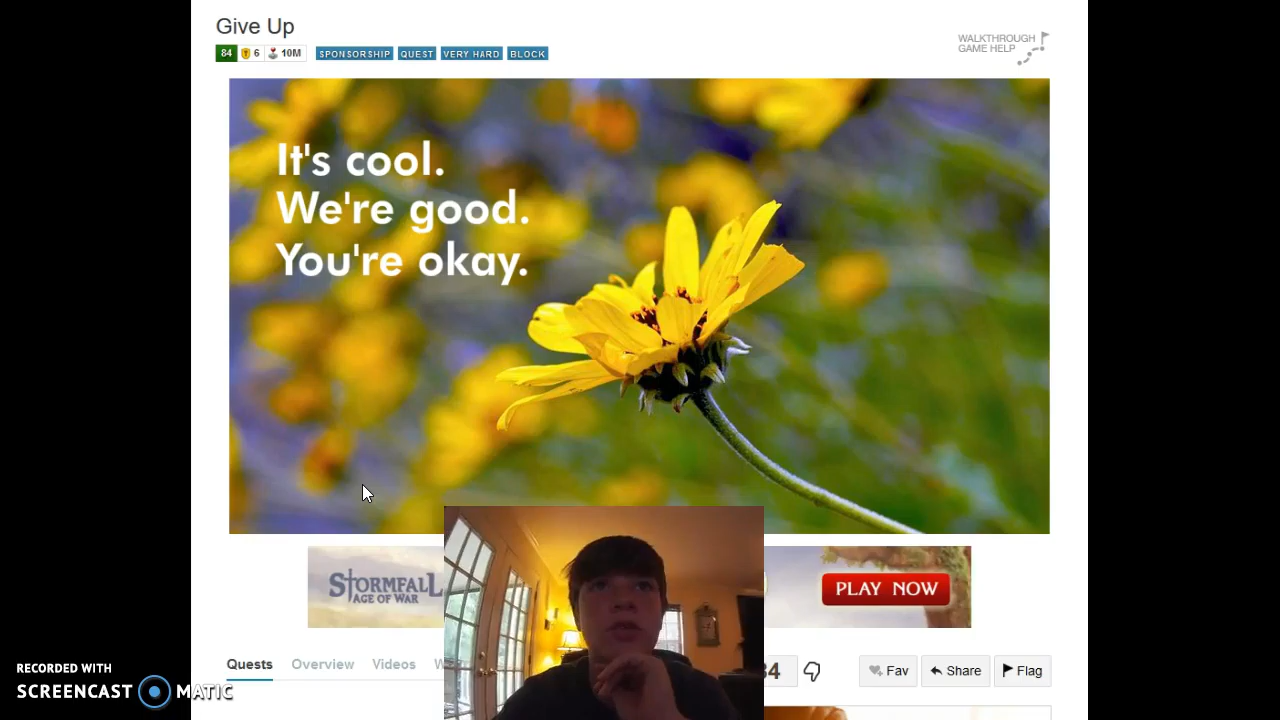 Give Up
84 6 10M SPONSORSHIP QUEST VERY HARD BLOCK
WALKTHROUGH
GAME HELP
It's cool.
We're good.
You're okay.
STORMFALL
AGE OF WAR
PLAY NOW
Quests Overview Videos
Fav Share Flag
RECORDED WITH
SCREENCAST MATIC